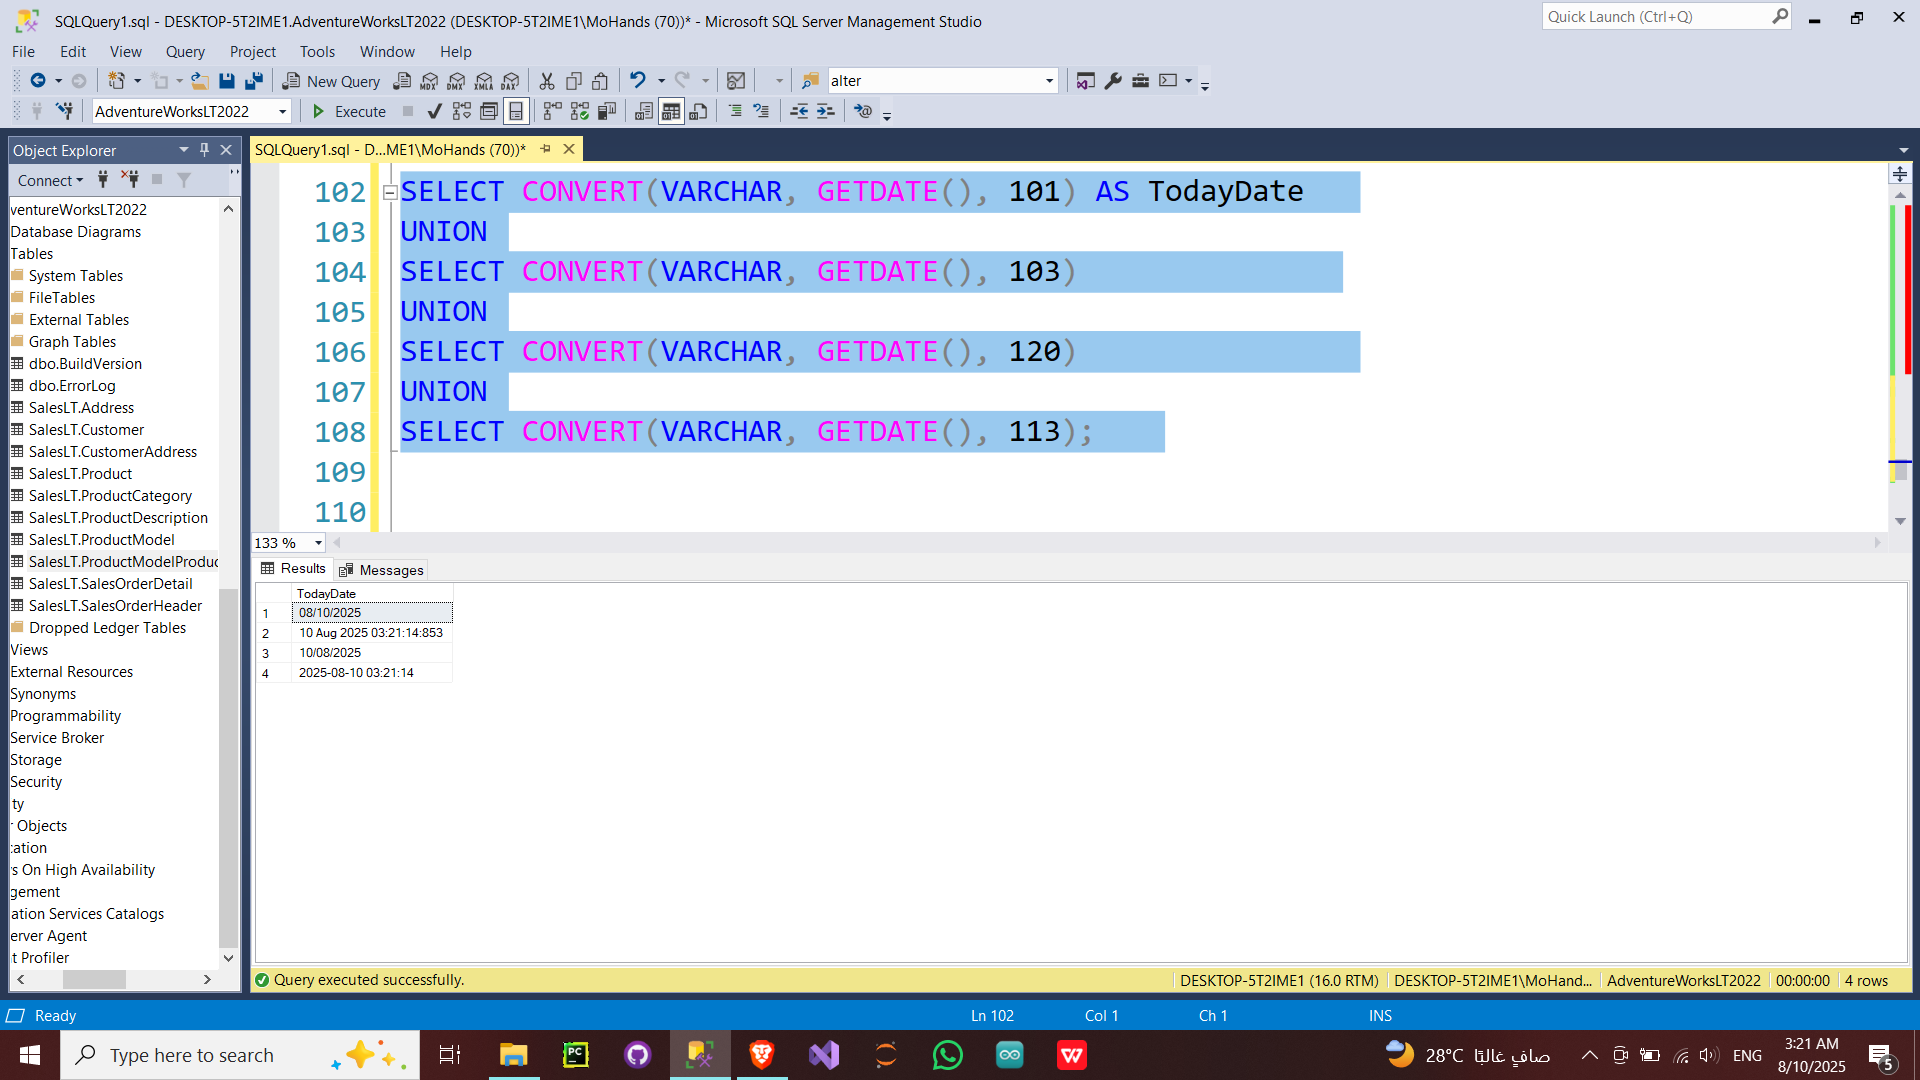 SQLQuery1.sql - DESKTOP-5T2IME1.AdventureWorksLT2022 (DESKTOP-5T2IME1\MoHands (70))* - Microsoft SQL Server Management Studio
Quick Launch (Ctrl+Q)
File Edit View Query Project Tools Window Help
New Query
MDX DMX XMLA DAX
alter
AdventureWorksLT2022
Execute
Object Explorer
Connect
ventureWorksLT2022
Database Diagrams
Tables
System Tables
FileTables
External Tables
Graph Tables
dbo.BuildVersion
dbo.ErrorLog
SalesLT.Address
SalesLT.Customer
SalesLT.CustomerAddress
SalesLT.Product
SalesLT.ProductCategory
SalesLT.ProductDescription
SalesLT.ProductModel
SalesLT.ProductModelProduc
SalesLT.SalesOrderDetail
SalesLT.SalesOrderHeader
Dropped Ledger Tables
Views
External Resources
Synonyms
Programmability
Service Broker
Storage
Security
ty
r Objects
cation
rs On High Availability
gement
ation Services Catalogs
erver Agent
t Profiler
SQLQuery1.sql - D...ME1\MoHands (70))*
102 SELECT CONVERT(VARCHAR, GETDATE(), 101) AS TodayDate
103 UNION
104 SELECT CONVERT(VARCHAR, GETDATE(), 103)
105 UNION
106 SELECT CONVERT(VARCHAR, GETDATE(), 120)
107 UNION
108 SELECT CONVERT(VARCHAR, GETDATE(), 113);
109
110
133 %
Results Messages
TodayDate
1 08/10/2025
2 10 Aug 2025 03:21:14:853
3 10/08/2025
4 2025-08-10 03:21:14
Query executed successfully.
DESKTOP-5T2IME1 (16.0 RTM) DESKTOP-5T2IME1\MoHand... AdventureWorksLT2022 00:00:00 4 rows
Ready
Ln 102 Col 1 Ch 1 INS
Type here to search
PC
W
28°C صافٍ غالبًا
ENG
3:21 AM
8/10/2025
5